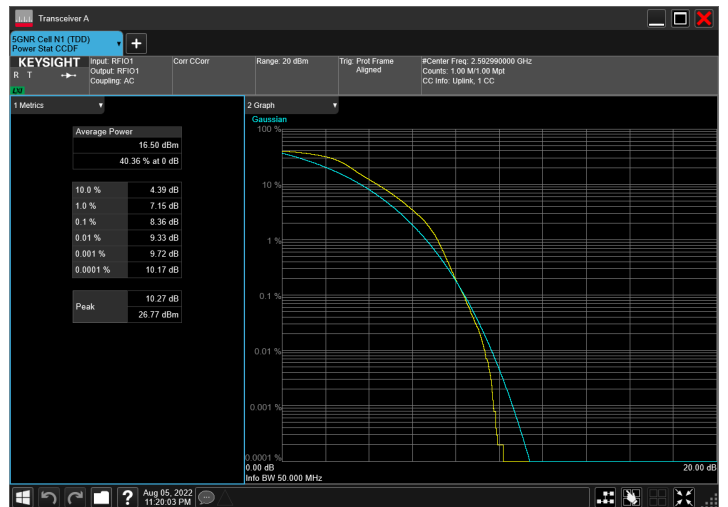 Transceiver A
5GNR Cell N1 (TDD)
Power Stat CCDF
KEYSIGHT
R T
LXI
Input: RFIO1
Output: RFIO1
Coupling: AC
Corr CCorr
Range: 20 dBm
Trig: Prot Frame
Aligned
#Center Freq: 2.592990000 GHz
Counts: 1.00 M/1.00 Mpt
CC Info: Uplink, 1 CC
1 Metrics
Average Power
16.50 dBm
40.36 % at 0 dB
10.0 % 4.39 dB
1.0 % 7.15 dB
0.1 % 8.36 dB
0.01 % 9.33 dB
0.001 % 9.72 dB
0.0001 % 10.17 dB
Peak 10.27 dB
26.77 dBm
2 Graph
Gaussian
100 %
10 %
1 %
0.1 %
0.01 %
0.001 %
0.0001 %
0.00 dB 20.00 dB
Info BW 50.000 MHz
? Aug 05, 2022
11:20:03 PM